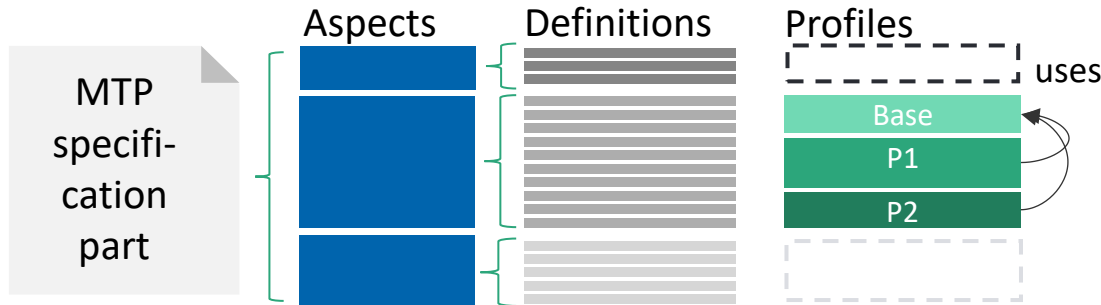 Aspects
Definitions
Profiles
MTP
specifi-
cation
part
uses
Base
P1
P2